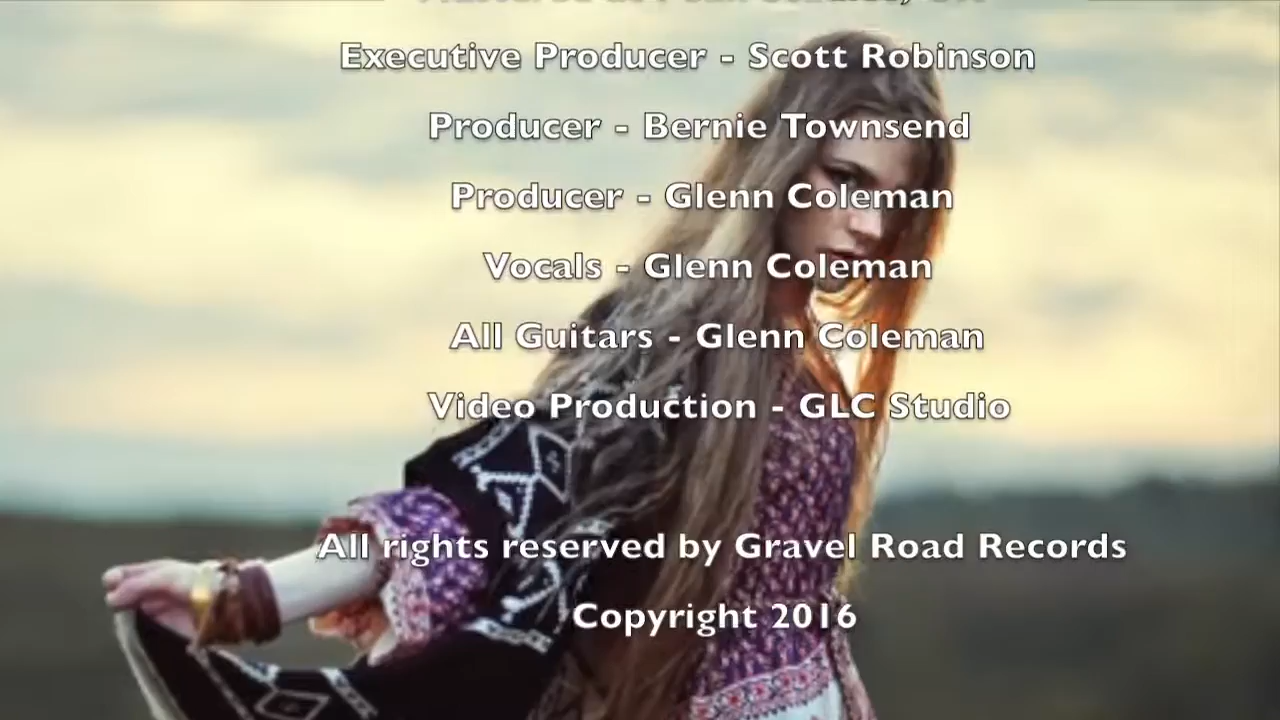 Executive Producer - Scott Robinson
Producer - Bernie Townsend
Producer - Glenn Coleman
Vocals - Glenn Coleman
All Guitars - Glenn Coleman
Video Production - GLC Studio
All rights reserved by Gravel Road Records
Copyright 2016